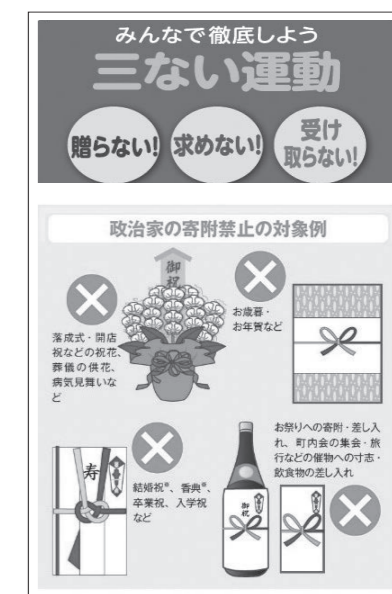 みんなで徹底しよう
三ない運動
贈らない!
求めない!
受け
取らない!
政治家の寄附禁止の対象例
御祝
落成式・開店
祝などの祝花、
葬儀の供花、
病気見舞いな
ど
お歳暮・
お年賀など
寿
結婚祝※、香典※、
卒業祝、入学祝
など
お祭りへの寄附・差し入
れ、町内会の集会・旅
行などの催物への寸志・
飲食物の差し入れ
御祝